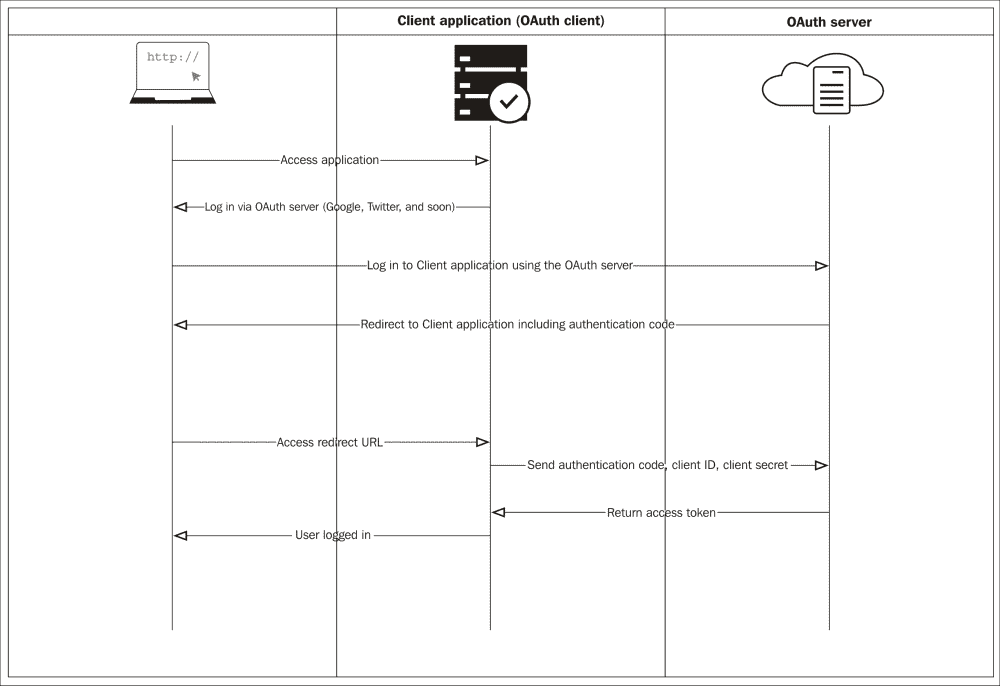 Client application (OAuth client)
OAuth server
http://
Access application
Log in via OAuth server (Google, Twitter, and soon)
Log in to Client application using the OAuth server
Redirect to Client application including authentication code
Access redirect URL
Send authentication code, client ID, client secret
Return access token
User logged in